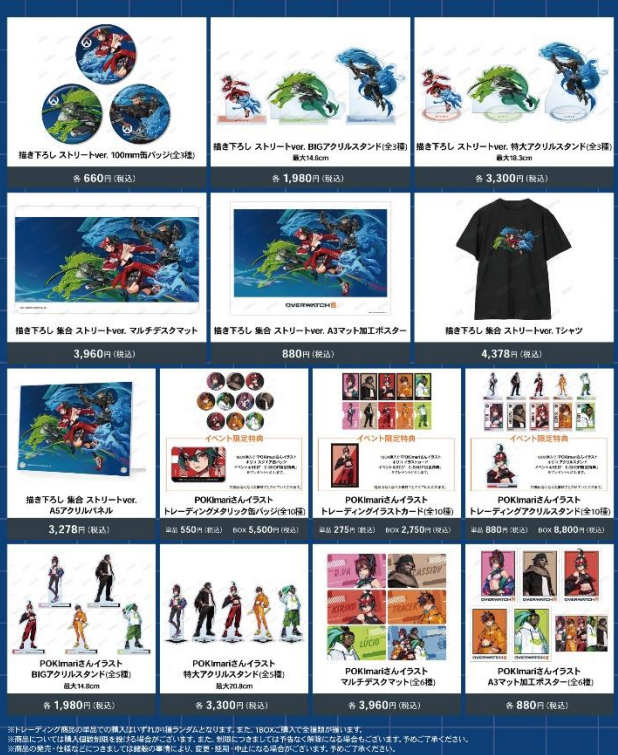 描き下ろし ストリートver. 100mm缶バッジ(全3種)
各 660円(税込)
描き下ろし ストリートver. BIGアクリルスタンド(全3種)
最大14.6cm
各 1,980円(税込)
描き下ろし ストリートver. 特大アクリルスタンド(全3種)
最大18.3cm
各 3,300円(税込)
描き下ろし 集合 ストリートver. マルチデスクマット
3,960円(税込)
OVERWATCH 2
描き下ろし 集合 ストリートver. A3マット加工ポスター
880円(税込)
描き下ろし 集合 ストリートver. Tシャツ
4,378円(税込)
描き下ろし 集合 ストリートver.
A5アクリルパネル
3,278円(税込)
イベント限定特典
POKImariさんイラスト
トレーディングメタリック缶バッジ(全10種)
単品 550円(税込) BOX 5,500円(税込)
イベント限定特典
POKImariさんイラスト
トレーディングイラストカード(全10種)
単品 275円(税込) BOX 2,750円(税込)
イベント限定特典
POKImariさんイラスト
トレーディングアクリルスタンド(全10種)
単品 880円(税込) BOX 8,800円(税込)
POKImariさんイラスト
BIGアクリルスタンド(全5種)
最大14.8cm
各 1,980円(税込)
POKImariさんイラスト
特大アクリルスタンド(全5種)
最大20.8cm
各 3,300円(税込)
D.VA
CASSIDY
KIRIKO
TRACER
LÚCIO
POKImariさんイラスト
マルチデスクマット(全6種)
各 3,960円(税込)
POKImariさんイラスト
A3マット加工ポスター(全6種)
各 880円(税込)
※トレーディング商品の単品での購入はいずれか1種ランダムとなります。また、1BOXご購入で全種類が揃います。
※商品については購入個数制限を設ける場合がございます。また、制限につきましては予告なく解除になる場合もございます。予めご了承ください。
※商品の発売・仕様などにつきましては諸般の事情により、変更・延期・中止になる場合がございます。予めご了承ください。